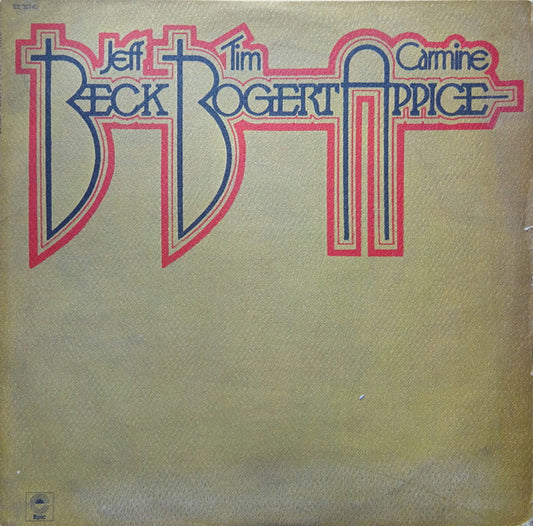 Jeff Tim Carmine
BECK BOGERT APPICE
Epic